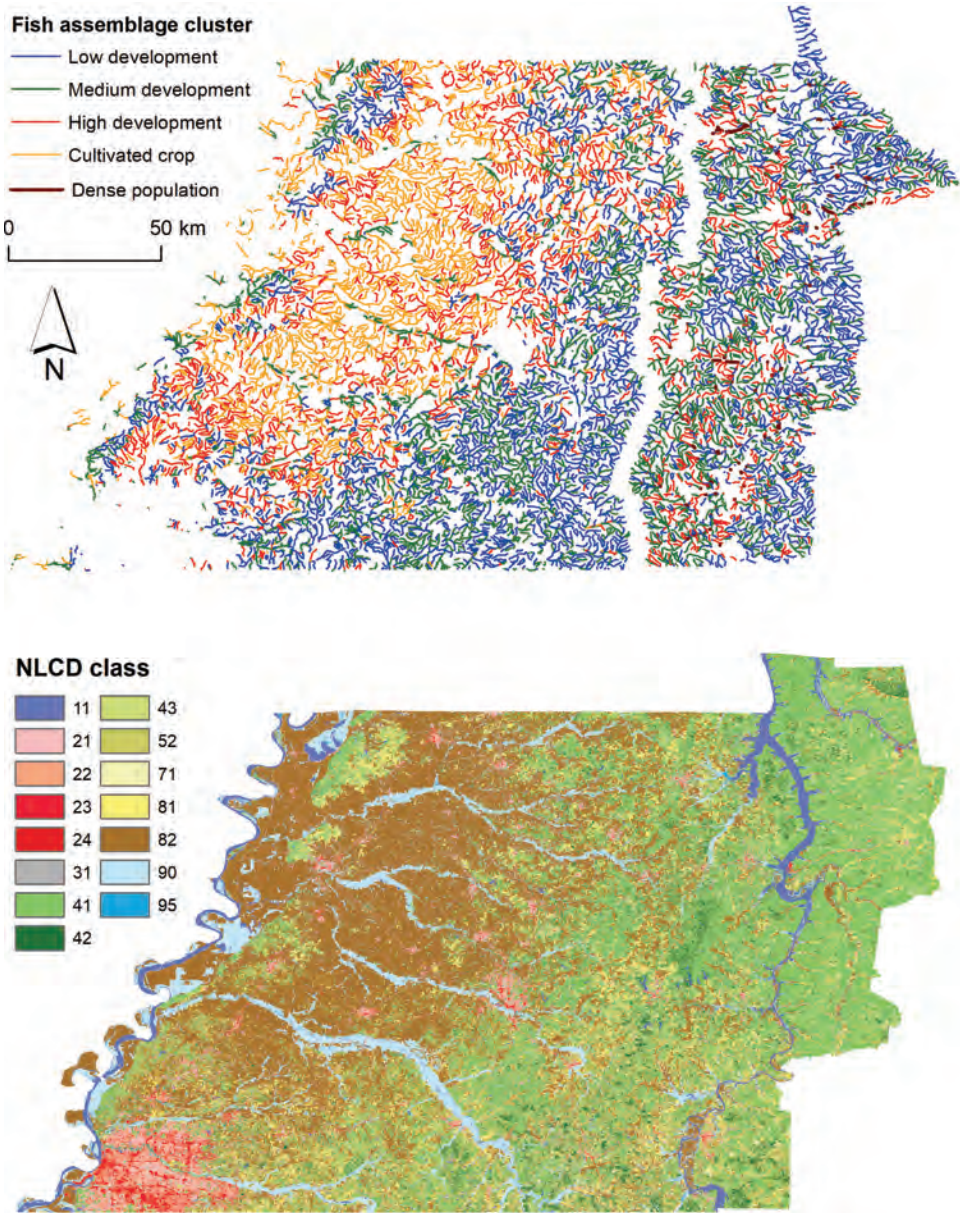 Fish assemblage cluster
Low development
Medium development
High development
Cultivated crop
Dense population
0 50 km
N
NLCD class
11 43
21 52
22 71
23 81
24 82
31 90
41 95
42